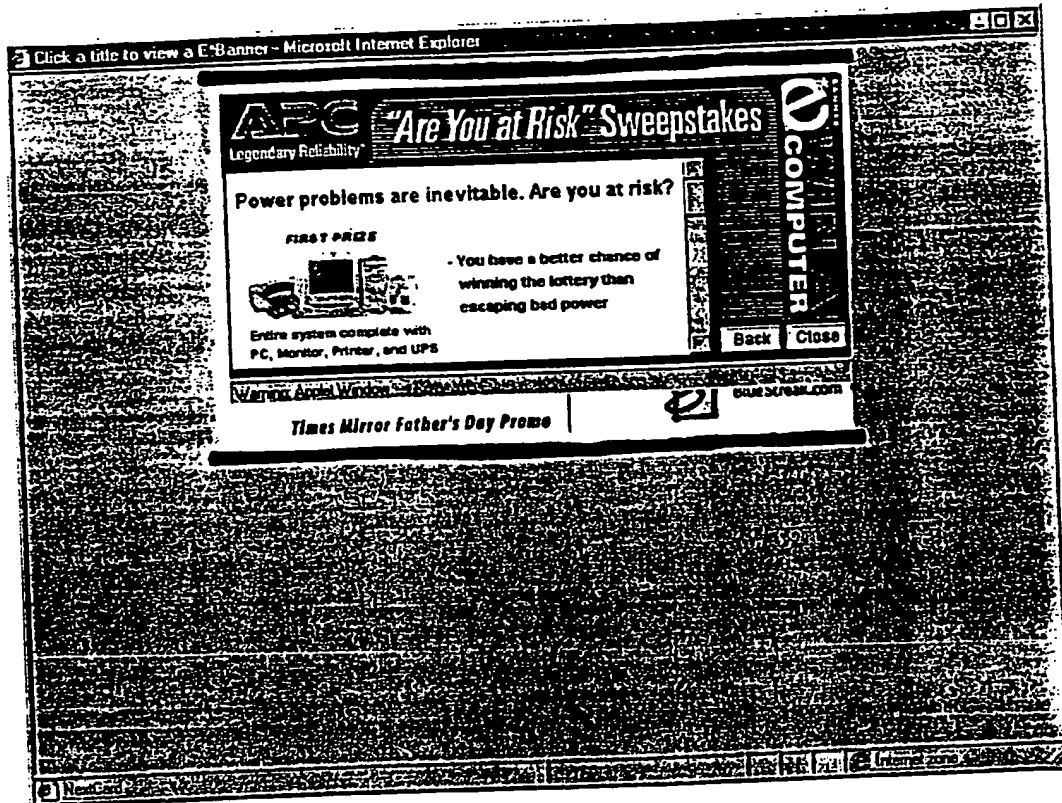 Click a title to view a E*Banner - Microsoft Internet Explorer
APC
Legendary Reliability™
"Are You at Risk" Sweepstakes
COMPUTER
Power problems are inevitable. Are you at risk?
FIRST PRIZE
- You have a better chance of
winning the lottery than
escaping bad power
Entire system complete with
PC, Monitor, Printer, and UPS
Back
Close
Warning: Applet Window
BlueStreak.com
Times Mirror Father's Day Promo
NextCard
Internet zone